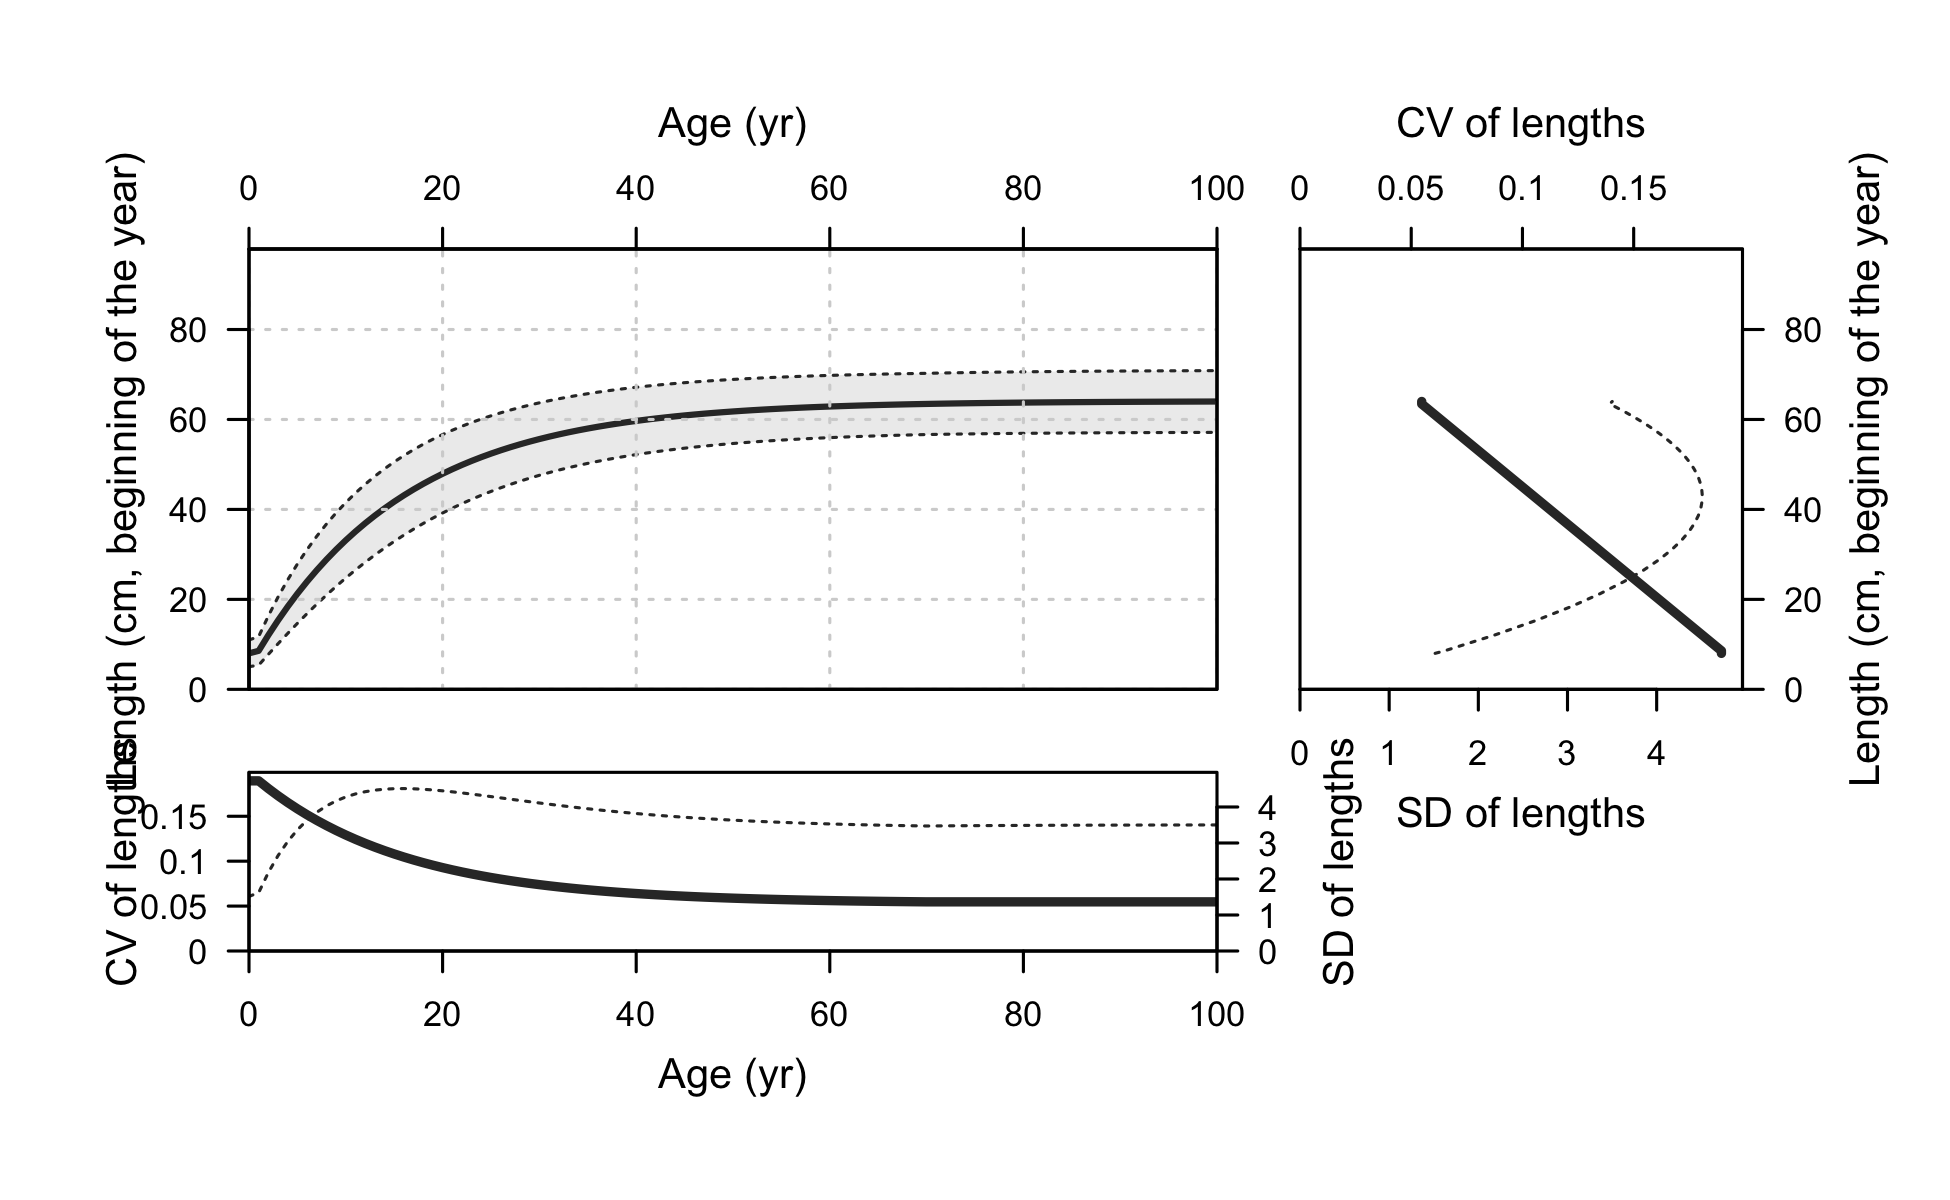 Age (yr)
CV of lengths
0 20 40 60 80 100
0 0.05 0.1 0.15
Length (cm, beginning of the year)
80
60
40
20
0
80
60
40
20
0
Length (cm, beginning of the year)
0 1 2 3 4
SD of lengths
CV of lengths
0.15
0.1
0.05
0
4
3
2
1
0
SD of lengths
0 20 40 60 80 100
Age (yr)